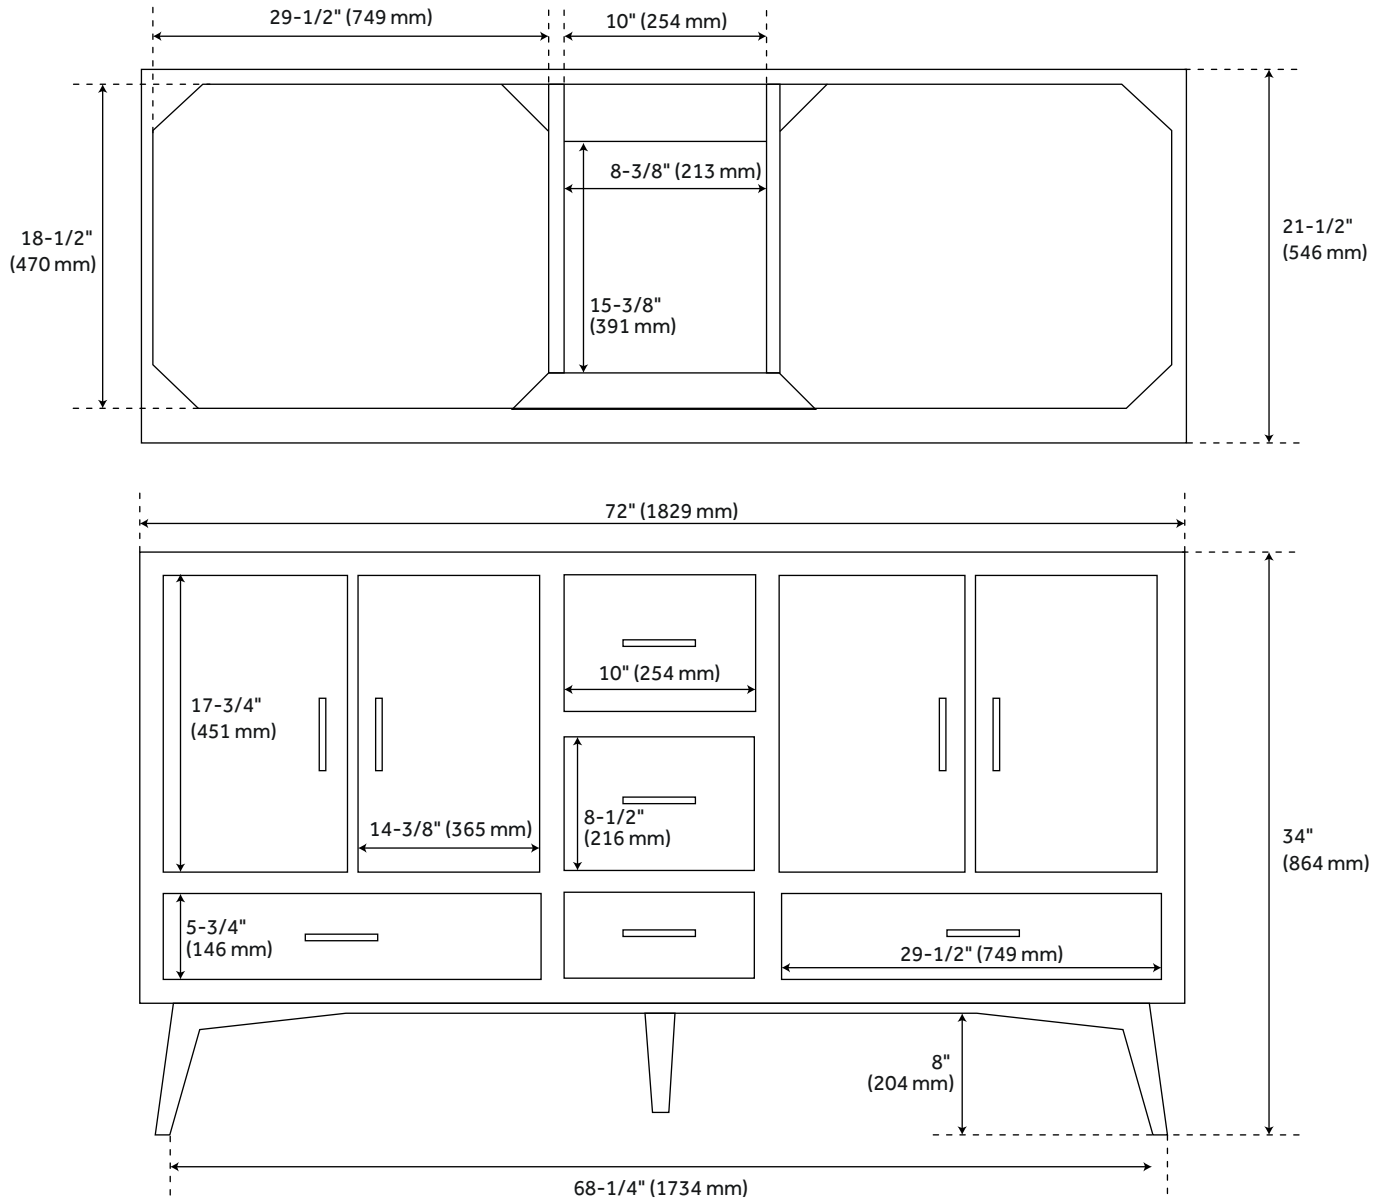 29-1/2" (749 mm)
10" (254 mm)
8-3/8" (213 mm)
18-1/2"
(470 mm)
21-1/2"
(546 mm)
15-3/8"
(391 mm)
72" (1829 mm)
10" (254 mm)
17-3/4"
(451 mm)
8-1/2"
(216 mm)
14-3/8" (365 mm)
34"
(864 mm)
5-3/4"
(146 mm)
29-1/2" (749 mm)
8"
(204 mm)
68-1/4" (1734 mm)